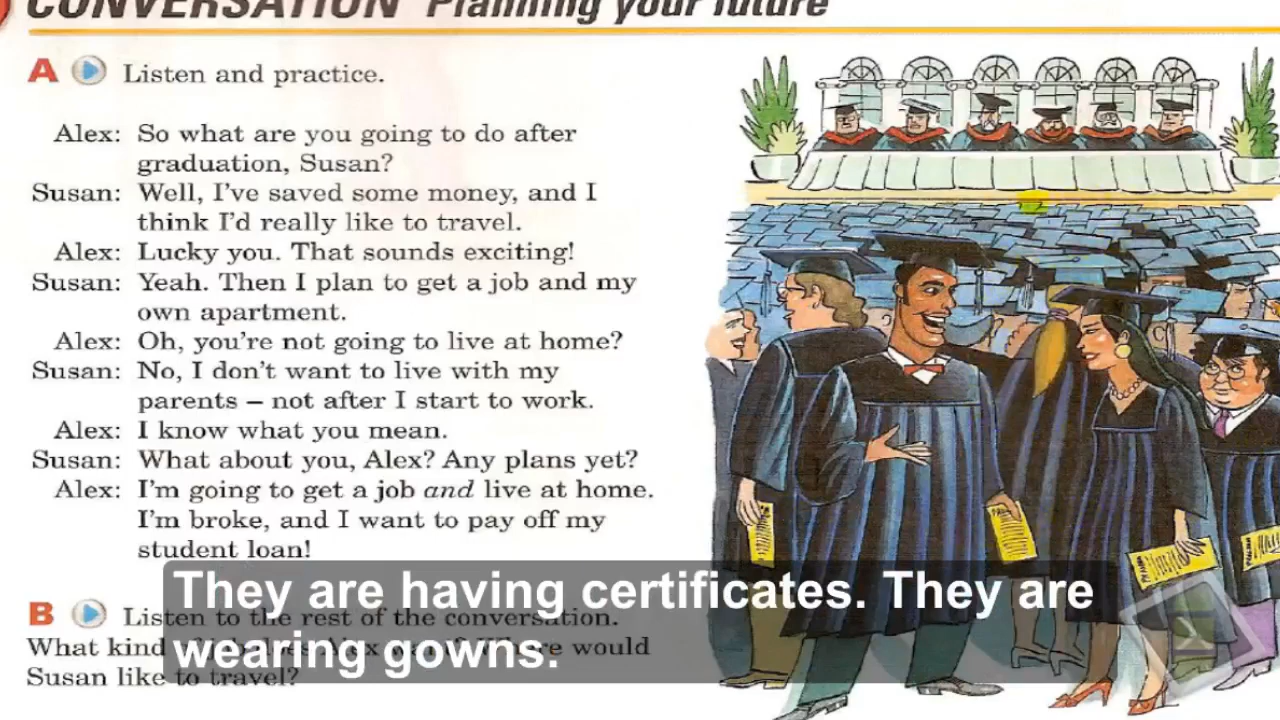 CONVERSATION Planning your future
A Listen and practice.
Alex: So what are you going to do after
graduation, Susan?
Susan: Well, I've saved some money, and I
think I'd really like to travel.
Alex: Lucky you. That sounds exciting!
Susan: Yeah. Then I plan to get a job and my
own apartment.
Alex: Oh, you're not going to live at home?
Susan: No, I don't want to live with my
parents – not after I start to work.
Alex: I know what you mean.
Susan: What about you, Alex? Any plans yet?
Alex: I'm going to get a job and live at home.
I'm broke, and I want to pay off my
student loan!
B Listen to the rest of the conversation.
What kind would
Susan like to travel?
They are having certificates. They are
wearing gowns.